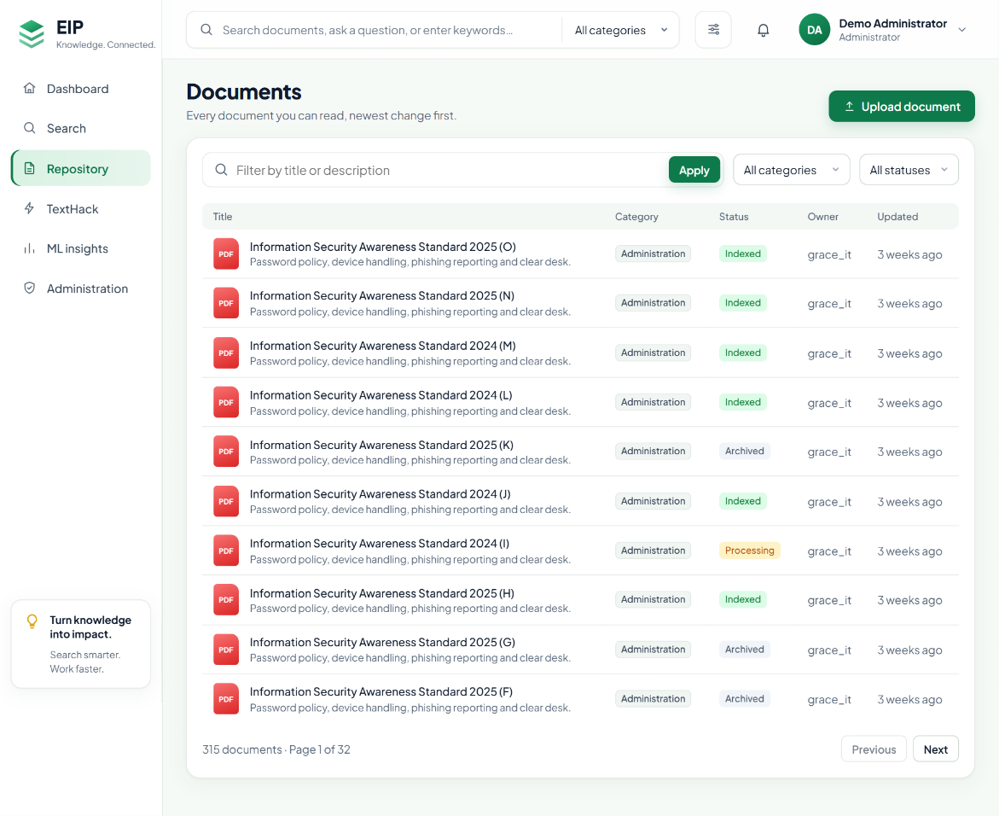 EIP
Knowledge. Connected.
Search documents, ask a question, or enter keywords...
All categories
DA
Demo Administrator
Administrator
Dashboard
Search
Repository
TextHack
ML insights
Administration
Turn knowledge
into impact.
Search smarter.
Work faster.
Documents
Every document you can read, newest change first.
Upload document
Filter by title or description
Apply
All categories
All statuses
Title Category Status Owner Updated
PDF
Information Security Awareness Standard 2025 (O)
Password policy, device handling, phishing reporting and clear desk.
Administration Indexed grace_it 3 weeks ago
PDF
Information Security Awareness Standard 2025 (N)
Password policy, device handling, phishing reporting and clear desk.
Administration Indexed grace_it 3 weeks ago
PDF
Information Security Awareness Standard 2024 (M)
Password policy, device handling, phishing reporting and clear desk.
Administration Indexed grace_it 3 weeks ago
PDF
Information Security Awareness Standard 2024 (L)
Password policy, device handling, phishing reporting and clear desk.
Administration Indexed grace_it 3 weeks ago
PDF
Information Security Awareness Standard 2025 (K)
Password policy, device handling, phishing reporting and clear desk.
Administration Archived grace_it 3 weeks ago
PDF
Information Security Awareness Standard 2024 (J)
Password policy, device handling, phishing reporting and clear desk.
Administration Indexed grace_it 3 weeks ago
PDF
Information Security Awareness Standard 2024 (I)
Password policy, device handling, phishing reporting and clear desk.
Administration Processing grace_it 3 weeks ago
PDF
Information Security Awareness Standard 2025 (H)
Password policy, device handling, phishing reporting and clear desk.
Administration Indexed grace_it 3 weeks ago
PDF
Information Security Awareness Standard 2025 (G)
Password policy, device handling, phishing reporting and clear desk.
Administration Archived grace_it 3 weeks ago
PDF
Information Security Awareness Standard 2025 (F)
Password policy, device handling, phishing reporting and clear desk.
Administration Archived grace_it 3 weeks ago
315 documents · Page 1 of 32
Previous
Next